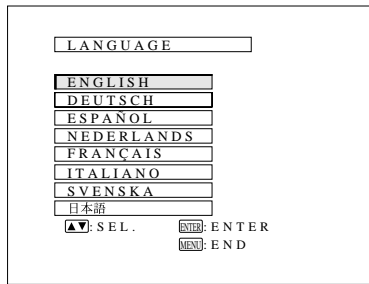 LANGUAGE
ENGLISH
DEUTSCH
ESPAÑOL
NEDERLANDS
FRANÇAIS
ITALIANO
SVENSKA
日本語
▲▼:SEL. ENTER:ENTER
MENU:END